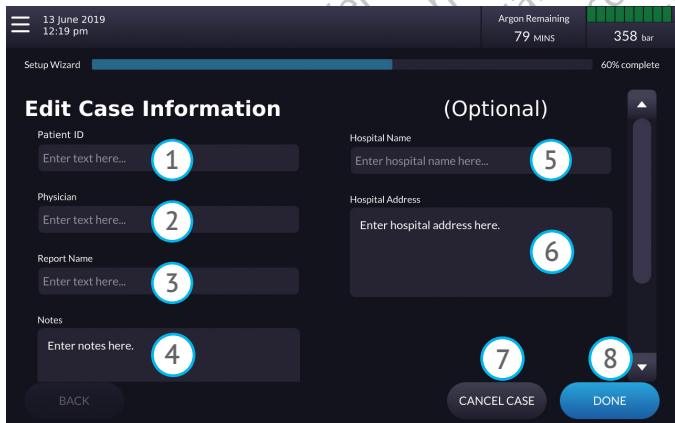 13 June 2019
12:19 pm
Argon Remaining
79 MINS
358 bar
Setup Wizard
60% complete
Edit Case Information
(Optional)
Patient ID
Enter text here...
1
Physician
Enter text here...
2
Report Name
Enter text here...
3
Notes
Enter notes here.
4
Hospital Name
Enter hospital name here...
5
Hospital Address
Enter hospital address here.
6
7
8
BACK
CANCEL CASE
DONE